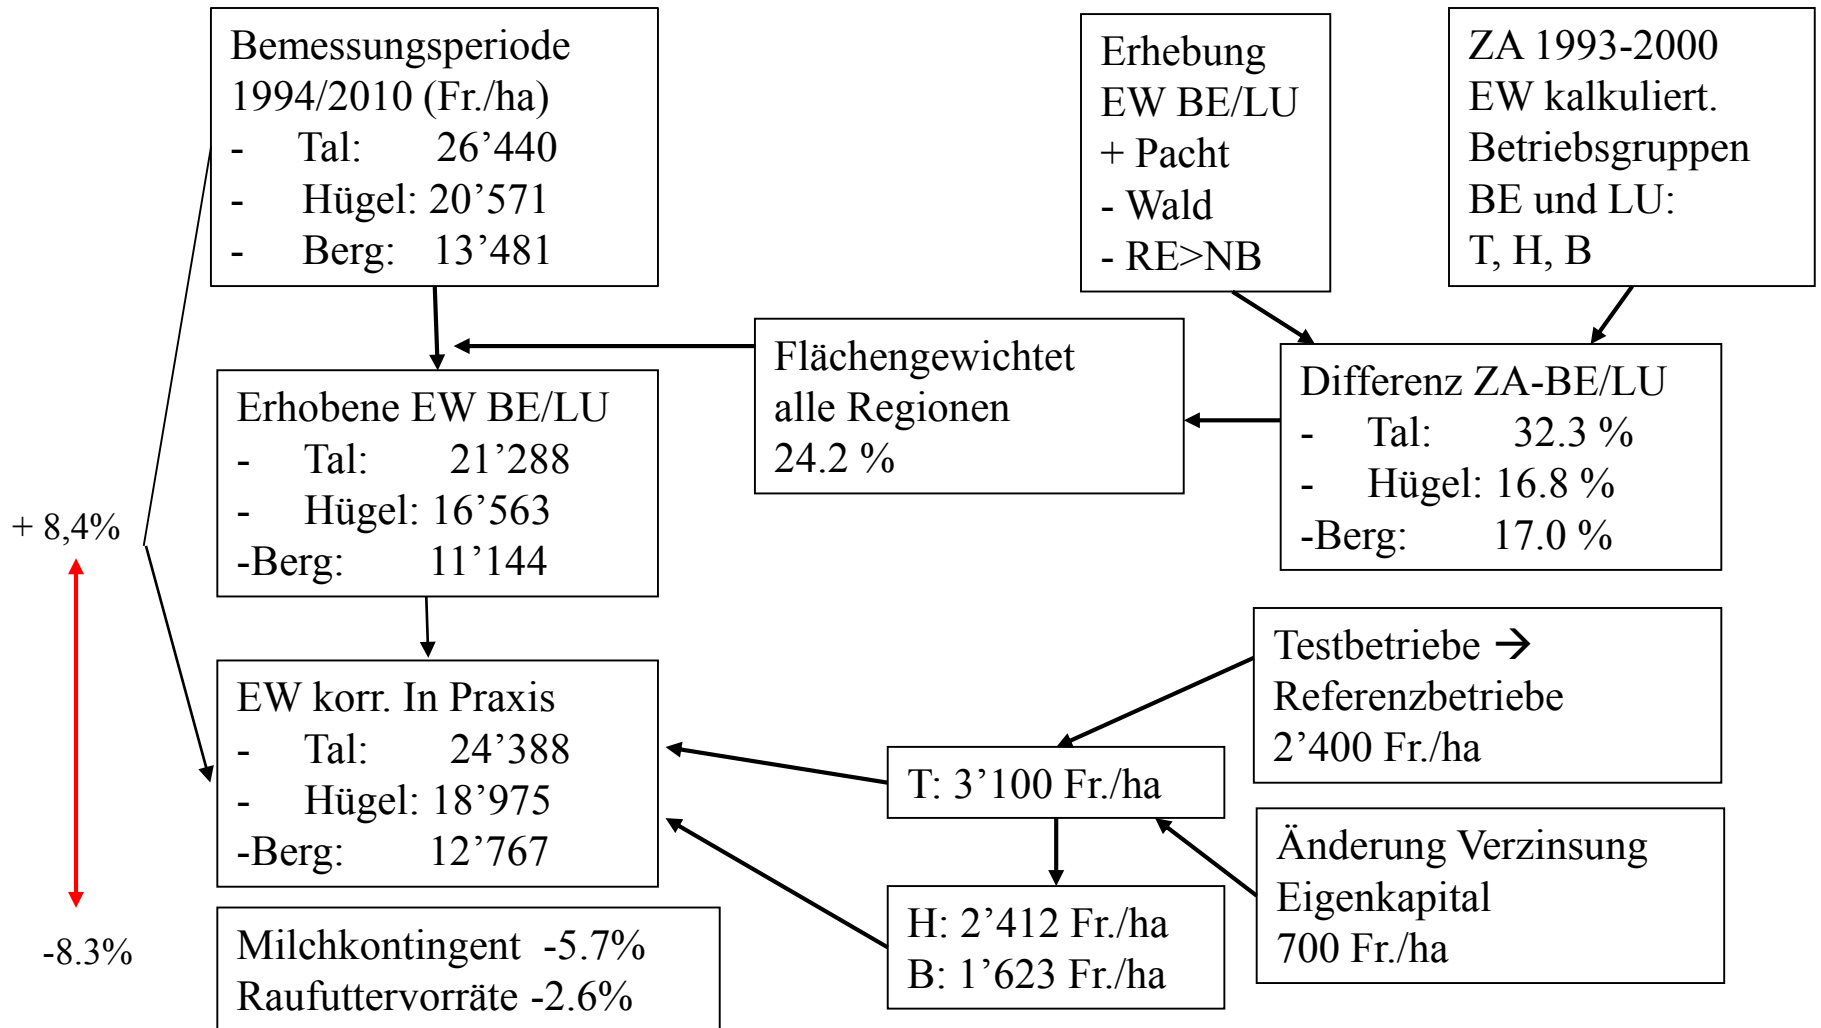 Bemessungsperiode
1994/2010 (Fr./ha)
- Tal: 26’440
- Hügel: 20’571
- Berg: 13’481
Erhebung
EW BE/LU
+ Pacht
- Wald
- RE>NB
ZA 1993-2000
EW kalkuliert.
Betriebsgruppen
BE und LU:
T, H, B
Flächengewichtet
alle Regionen
24.2 %
Differenz ZA-BE/LU
- Tal: 32.3 %
- Hügel: 16.8 %
-Berg: 17.0 %
Erhobene EW BE/LU
- Tal: 21’288
- Hügel: 16’563
-Berg: 11’144
+ 8,4%
-8.3%
EW korr. In Praxis
- Tal: 24’388
- Hügel: 18’975
-Berg: 12’767
Testbetriebe →
Referenzbetriebe
2’400 Fr./ha
T: 3’100 Fr./ha
Änderung Verzinsung
Eigenkapital
700 Fr./ha
H: 2’412 Fr./ha
B: 1’623 Fr./ha
Milchkontingent -5.7%
Raufuttervorräte -2.6%